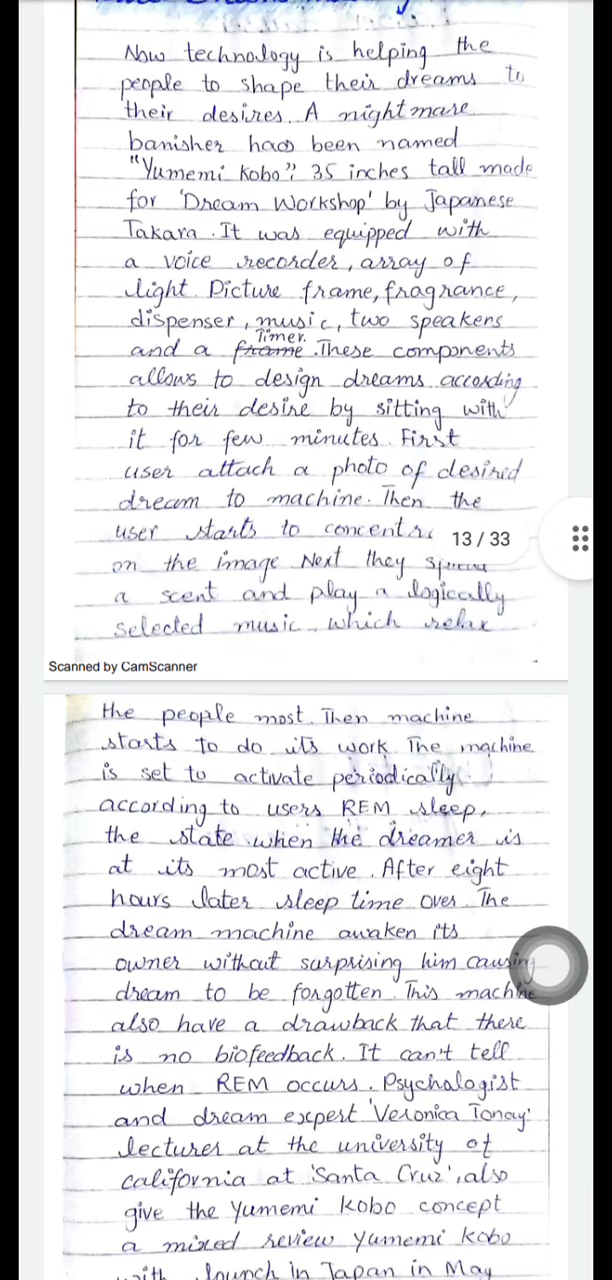 Now technology is helping the
people to shape their dreams to
their desires. A nightmare
banisher has been named
"Yumemi Kobo" 35 inches tall made
for 'Dream Workshop' by Japanese
Takara. It was equipped with
a voice recorder, array of
light. Picture frame, fragrance,
dispenser, music, two speakers
Timer.
and a frame. These components
allows to design dreams according
to their desire by sitting with
it for few minutes. First
user attach a photo of desired
dream to machine. Then the
user starts to
13 / 33
on the image Next they
a scent and play a logically
selected music, which relax
Scanned by CamScanner
the people most. Then machine
starts to do its work. The machine
is set to activate periodically
according to users REM sleep,
the state when the dreamer is
at its most active. After eight
hours later sleep time over. The
dream machine awaken its
owner without surprising him causing
dream to be forgotten. This machine
also have a drawback that there
is no biofeedback. It can't tell
when REM occurs. Psychologist
and dream expert 'Veronica Tonay'
lectures at the university of
california at 'Santa Cruz', also
give the Yumemi Kobo concept
a mixed review yumemi kobo
launch in Japan in May